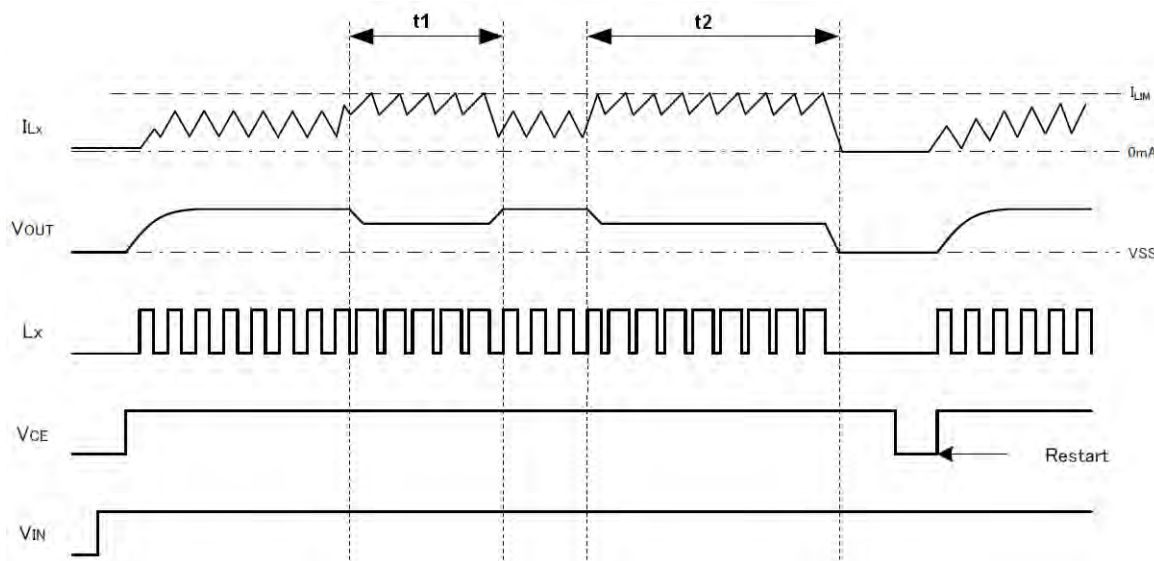 t1
t2
ILIM
ILx
0mA
VOUT
VSS
Lx
VCE
Restart
VIN